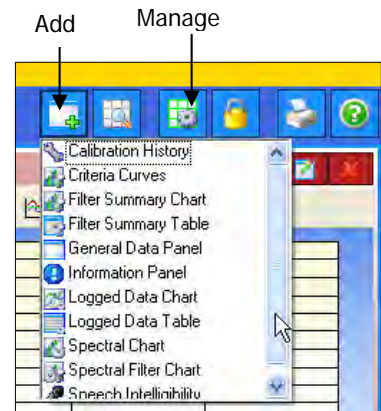 Add Manage
Calibration History
Criteria Curves
Filter Summary Chart
Filter Summary Table
General Data Panel
Information Panel
Logged Data Chart
Logged Data Table
Spectral Chart
Spectral Filter Chart
Speech Intelligibility